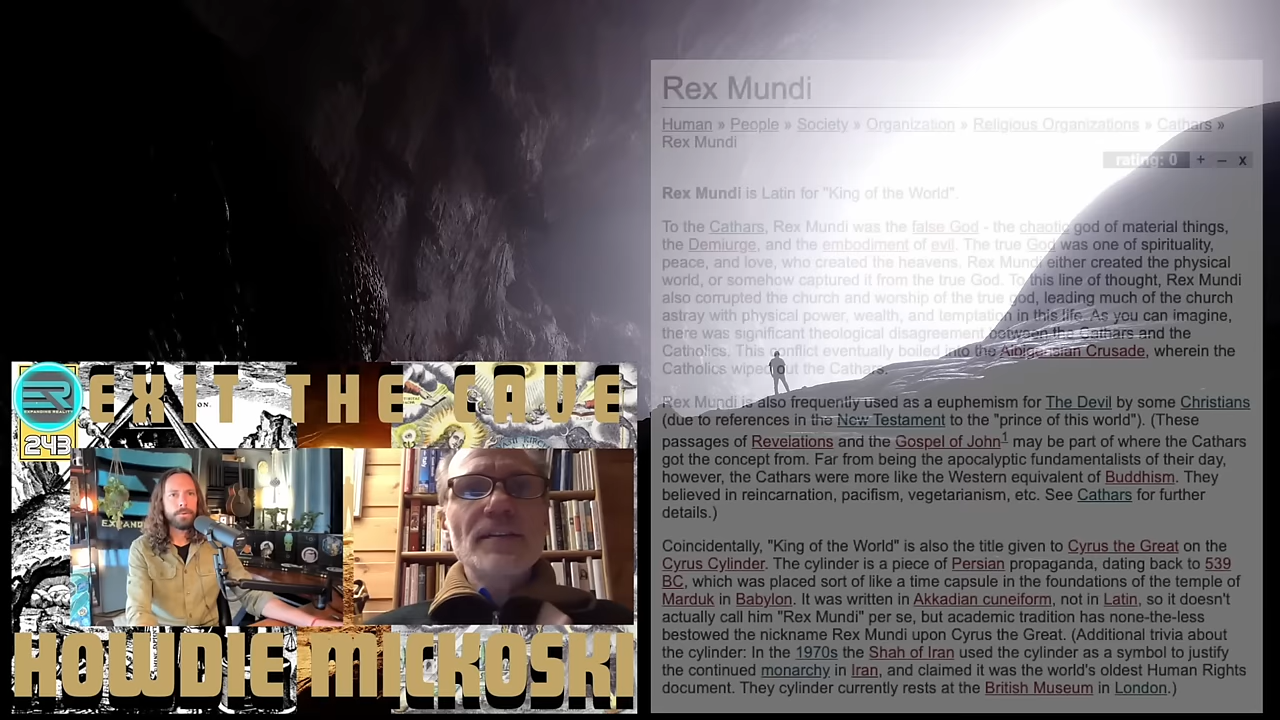 Rex Mundi
Human » People » Society » Organization » Religious Organizations » Cathars »
Rex Mundi
rating: 0 + – x
Rex Mundi is Latin for "King of the World".
To the Cathars, Rex Mundi was the false God - the chaotic god of material things,
the Demiurge, and the embodiment of evil. The true God was one of spirituality,
peace, and love, who created the heavens. Rex Mundi either created the physical
world, or somehow captured it from the true God. To this line of thought, Rex Mundi
also corrupted the church and worship of the true god, leading much of the church
astray with physical power, wealth, and temptation in this life. As you can imagine,
there was significant theological disagreement between the Cathars and the
Catholics. This conflict eventually boiled into the Albigensian Crusade, wherein the
Catholics wiped out the Cathars.
Rex Mundi is also frequently used as a euphemism for The Devil by some Christians
(due to references in the New Testament to the "prince of this world"). (These
passages of Revelations and the Gospel of John1 may be part of where the Cathars
got the concept from. Far from being the apocalyptic fundamentalists of their day,
however, the Cathars were more like the Western equivalent of Buddhism. They
believed in reincarnation, pacifism, vegetarianism, etc. See Cathars for further
details.)
Coincidentally, "King of the World" is also the title given to Cyrus the Great on the
Cyrus Cylinder. The cylinder is a piece of Persian propaganda, dating back to 539
BC, which was placed sort of like a time capsule in the foundations of the temple of
Marduk in Babylon. It was written in Akkadian cuneiform, not in Latin, so it doesn't
actually call him "Rex Mundi" per se, but academic tradition has none-the-less
bestowed the nickname Rex Mundi upon Cyrus the Great. (Additional trivia about
the cylinder: In the 1970s the Shah of Iran used the cylinder as a symbol to justify
the continued monarchy in Iran, and claimed it was the world's oldest Human Rights
document. They cylinder currently rests at the British Museum in London.)
ER
EXPANDING REALITY
243
EXIT THE CAVE
HOWDIE MICKOSKI